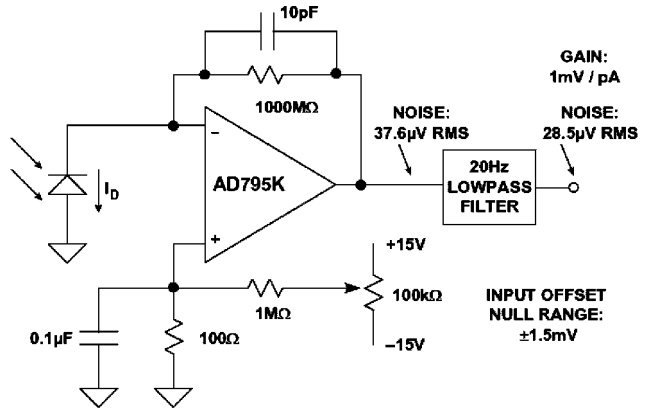 10pF
1000MΩ
GAIN:
1mV / pA
NOISE:
37.6µV RMS
NOISE:
28.5µV RMS
–
AD795K
+
I_D
20Hz
LOWPASS
FILTER
+15V
100kΩ
–15V
1MΩ
0.1µF
100Ω
INPUT OFFSET
NULL RANGE:
±1.5mV